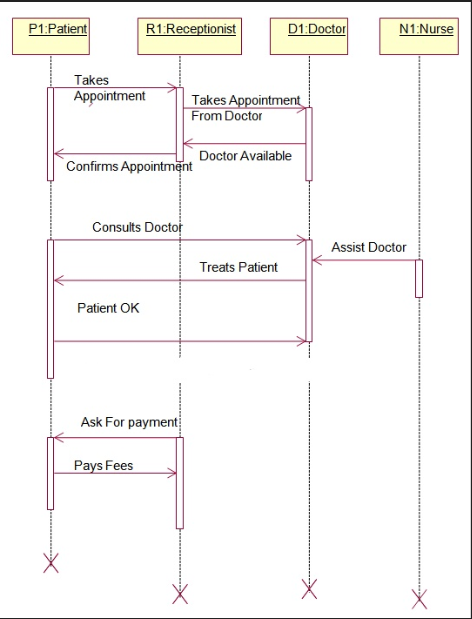 P1:Patient
R1:Receptionist
D1:Doctor
N1:Nurse
Takes
Appointment
Takes Appointment
From Doctor
Doctor Available
Confirms Appointment
Consults Doctor
Assist Doctor
Treats Patient
Patient OK
Ask For payment
Pays Fees